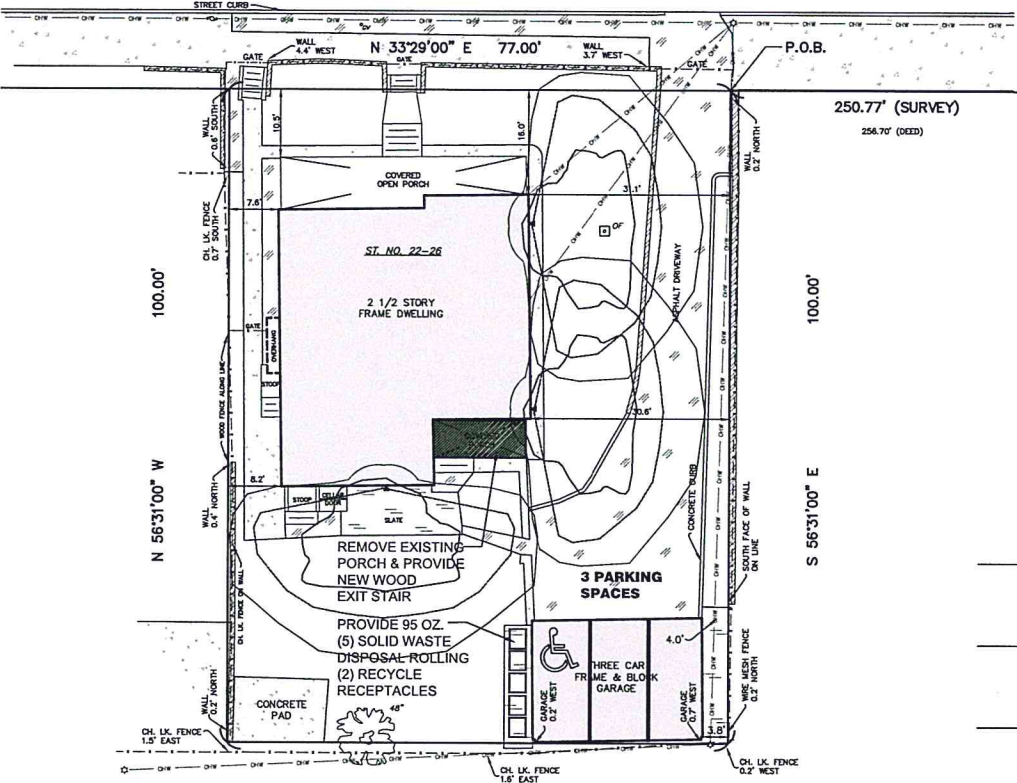 STREET CURB
OHW
WALL
4.4' WEST
N 33°29'00" E 77.00'
WALL
3.7' WEST
GATE
GATE
GATE
P.O.B.
250.77' (SURVEY)
256.70' (DEED)
WALL
0.6' SOUTH
10.5'
16.0'
WALL
0.2' NORTH
COVERED
OPEN PORCH
7.6'
31.1'
CH. LK. FENCE
0.7' SOUTH
ST. NO. 22-26
OF
2 1/2 STORY
FRAME DWELLING
ASPHALT DRIVEWAY
100.00'
100.00'
GATE
OVERHANG
STOOP
WOOD FENCE ALONG LINE
30.6'
N 56°31'00" W
S 56°31'00" E
8.2'
WALL
0.4' NORTH
STOOP
CELLAR
DOOR
SLATE
CONCRETE CURB
SOUTH FACE OF WALL
ON LINE
REMOVE EXISTING
PORCH & PROVIDE
NEW WOOD
EXIT STAIR
3 PARKING
SPACES
CH. LK. FENCE ON WALL
PROVIDE 95 OZ.
(5) SOLID WASTE
DISPOSAL ROLLING
(2) RECYCLE
RECEPTACLES
4.0'
THREE CAR
FRAME & BLOCK
GARAGE
GARAGE
0.2' WEST
GARAGE
0.7' WEST
WIRE MESH FENCE
0.2' NORTH
WALL
0.2' NORTH
CONCRETE
PAD
48"
3.8'
CH. LK. FENCE
1.5' EAST
CH. LK. FENCE
1.6' EAST
CH. LK. FENCE
0.2' WEST